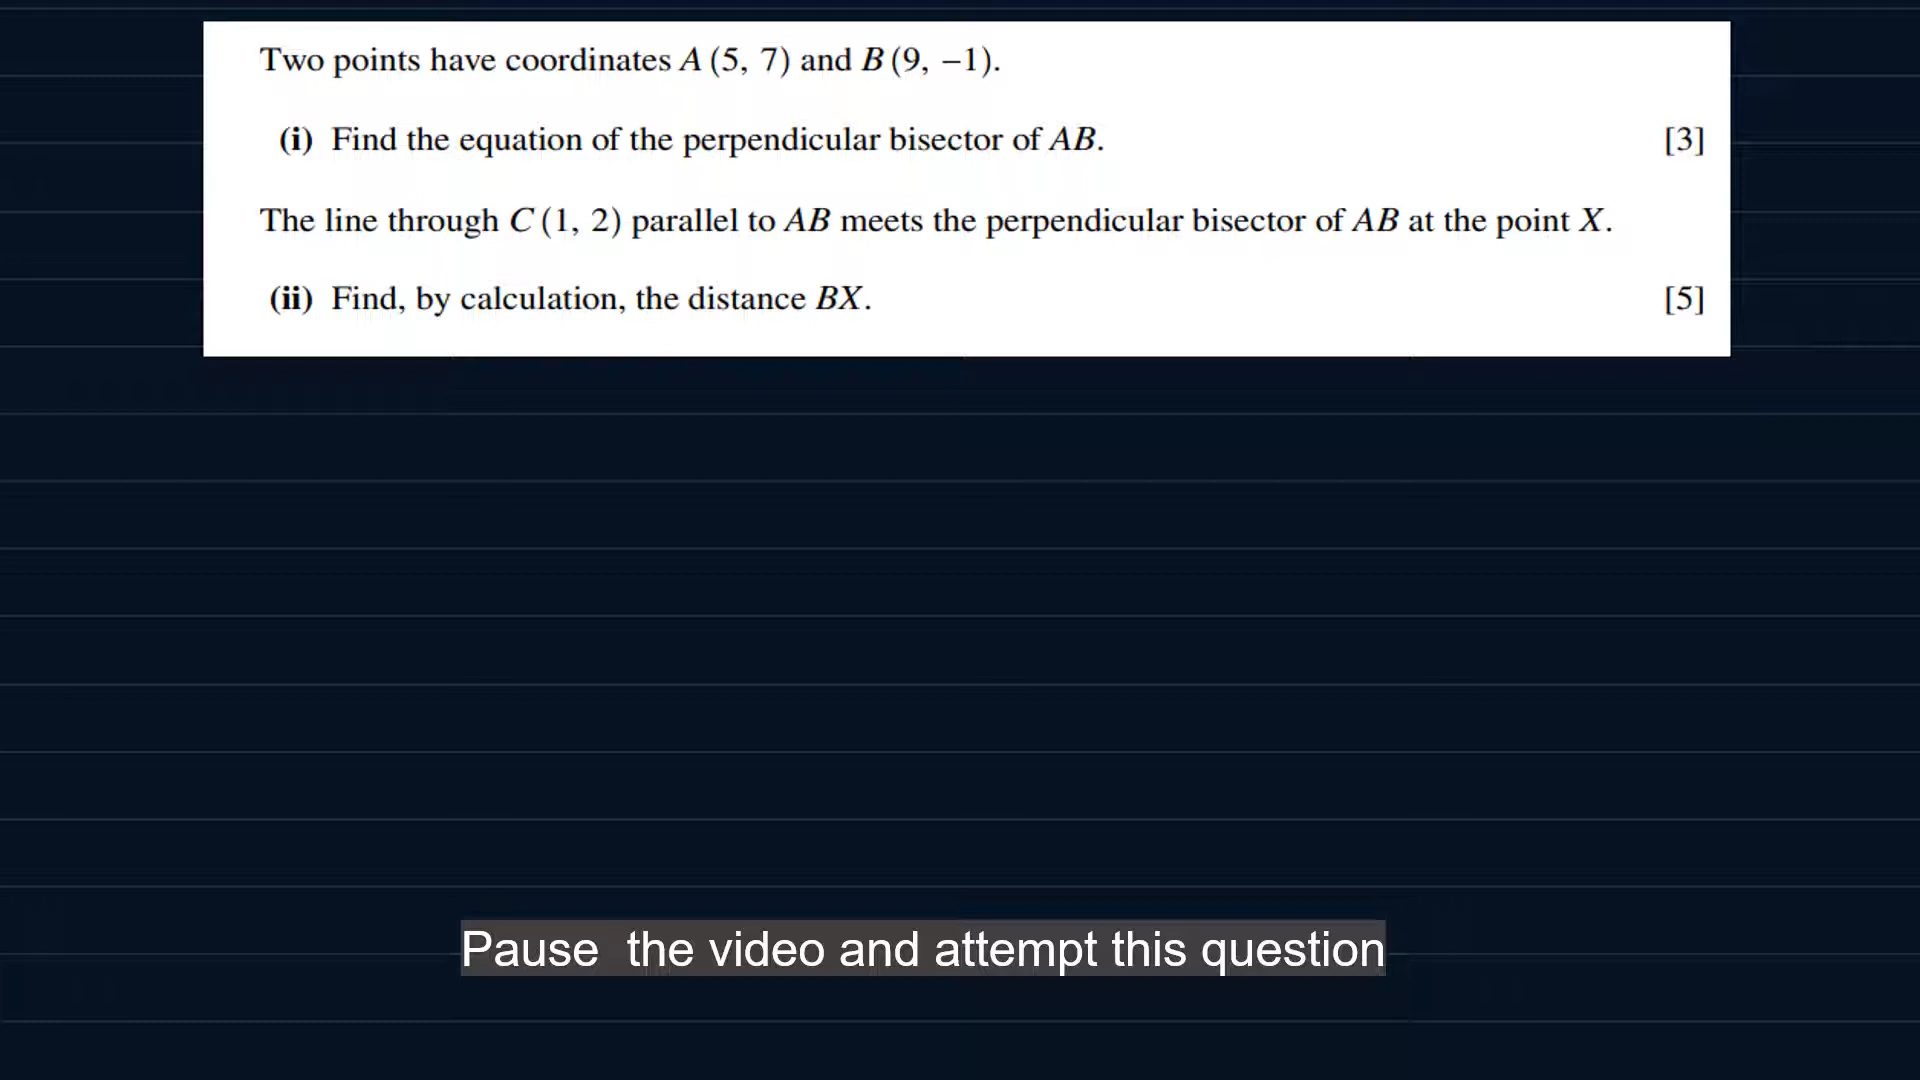 Two points have coordinates A (5, 7) and B (9, −1).
(i) Find the equation of the perpendicular bisector of AB. [3]
The line through C (1, 2) parallel to AB meets the perpendicular bisector of AB at the point X.
(ii) Find, by calculation, the distance BX. [5]
Pause the video and attempt this question